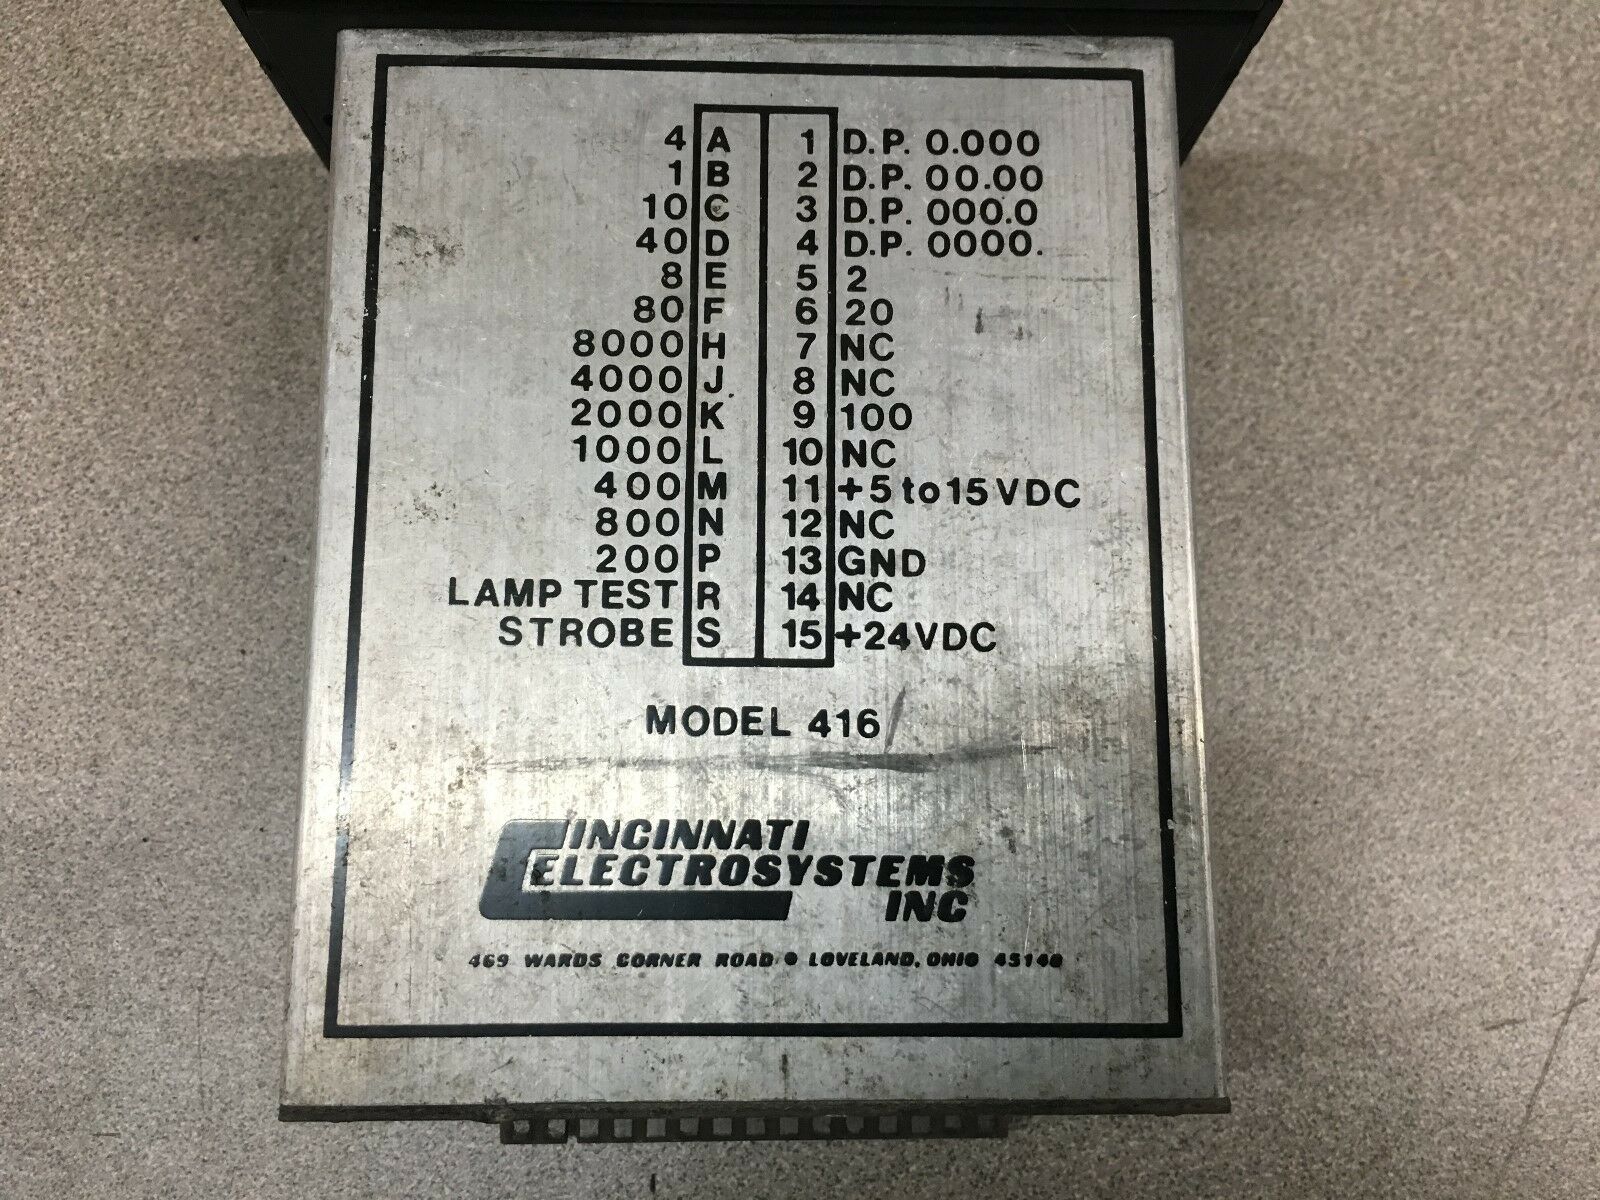 4 A 1 D.P. 0.000
1 B 2 D.P. 00.00
10 C 3 D.P. 000.0
40 D 4 D.P. 0000.
8 E 5 2
80 F 6 20
8000 H 7 NC
4000 J 8 NC
2000 K 9 100
1000 L 10 NC
400 M 11 +5 to 15 VDC
800 N 12 NC
200 P 13 GND
LAMP TEST R 14 NC
STROBE S 15 +24VDC
MODEL 416
CINCINNATI
ELECTROSYSTEMS
INC
469 WARDS CORNER ROAD • LOVELAND, OHIO 45140